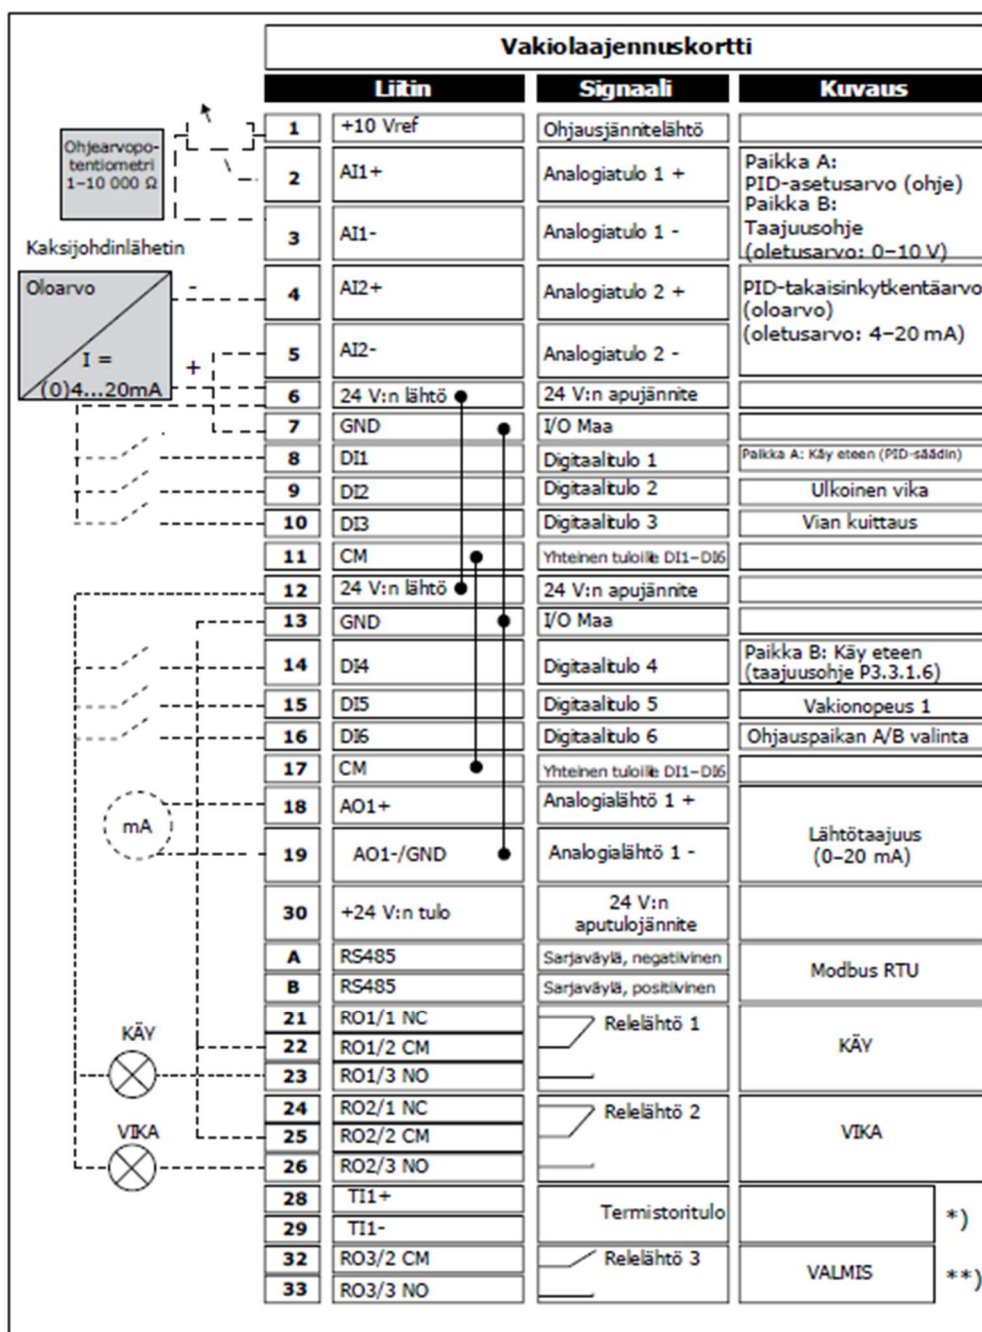 Vakiolaajennuskortti
Liitin Signaali Kuvaus
Ohjearvopo-
tentiometri
1–10 000 Ω
1 +10 Vref Ohjausjännitelähtö
2 AI1+ Analogiatulo 1 +
3 AI1- Analogiatulo 1 -
Paikka A:
PID-asetusarvo (ohje)
Paikka B:
Taajuusohje
(oletusarvo: 0–10 V)
Kaksijohdinlähetin
Oloarvo
I =
(0)4...20mA
-
+
4 AI2+ Analogiatulo 2 +
5 AI2- Analogiatulo 2 -
PID-takaisinkytkentäarvo
(oloarvo)
(oletusarvo: 4–20 mA)
6 24 V:n lähtö 24 V:n apujännite
7 GND I/O Maa
8 DI1 Digitaalitulo 1 Paikka A: Käy eteen (PID-säädin)
9 DI2 Digitaalitulo 2 Ulkoinen vika
10 DI3 Digitaalitulo 3 Vian kuittaus
11 CM Yhteinen tuloille DI1–DI6
12 24 V:n lähtö 24 V:n apujännite
13 GND I/O Maa
14 DI4 Digitaalitulo 4 Paikka B: Käy eteen
(taajuusohje P3.3.1.6)
15 DI5 Digitaalitulo 5 Vakionopeus 1
16 DI6 Digitaalitulo 6 Ohjauspaikan A/B valinta
17 CM Yhteinen tuloille DI1–DI6
mA
18 AO1+ Analogialähtö 1 +
19 AO1-/GND Analogialähtö 1 -
Lähtötaajuus
(0–20 mA)
30 +24 V:n tulo 24 V:n
aputulojännite
A RS485 Sarjaväylä, negatiivinen
B RS485 Sarjaväylä, positiivinen
Modbus RTU
KÄY
21 RO1/1 NC Relelähtö 1
22 RO1/2 CM KÄY
23 RO1/3 NO
VIKA
24 RO2/1 NC Relelähtö 2
25 RO2/2 CM VIKA
26 RO2/3 NO
28 TI1+
29 TI1-
Termistoritulo *)
32 RO3/2 CM Relelähtö 3
33 RO3/3 NO
VALMIS **)